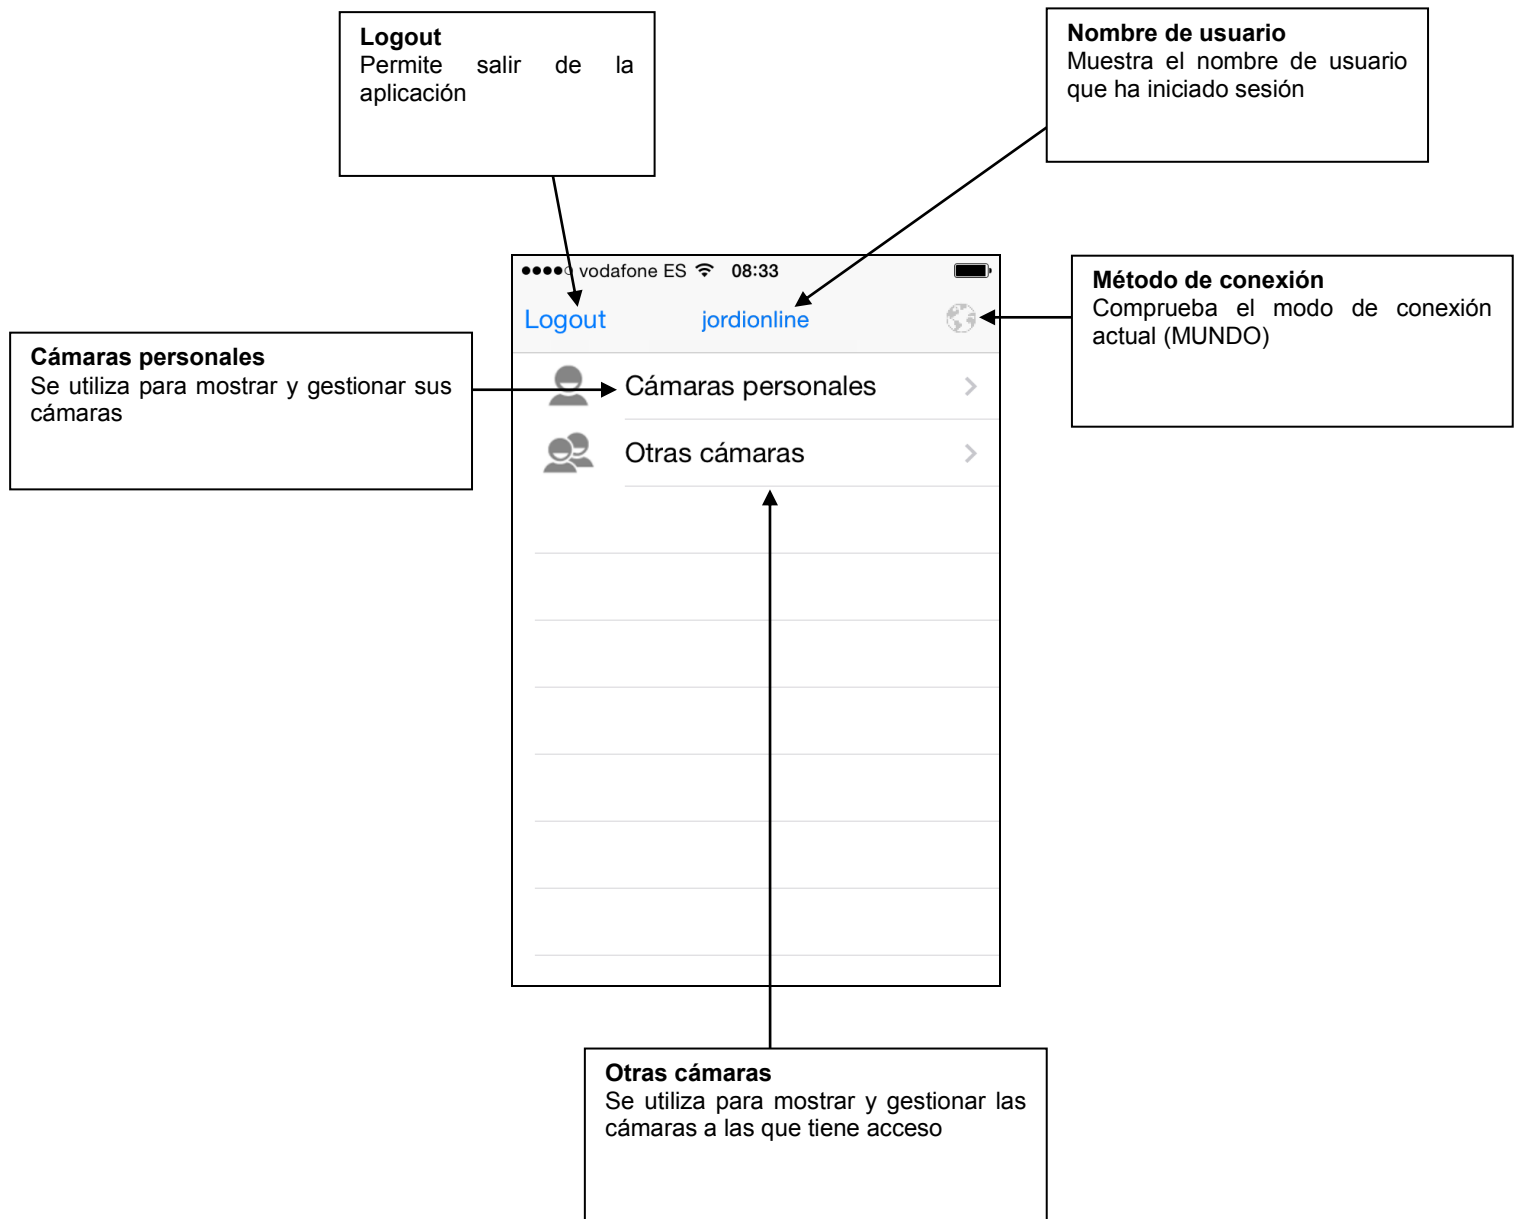 Logout
Permite salir de la
aplicación
Nombre de usuario
Muestra el nombre de usuario
que ha iniciado sesión
vodafone ES 08:33
Logout jordionline
Método de conexión
Comprueba el modo de conexión
actual (MUNDO)
Cámaras personales
Se utiliza para mostrar y gestionar sus
cámaras
Cámaras personales
Otras cámaras
Otras cámaras
Se utiliza para mostrar y gestionar las
cámaras a las que tiene acceso